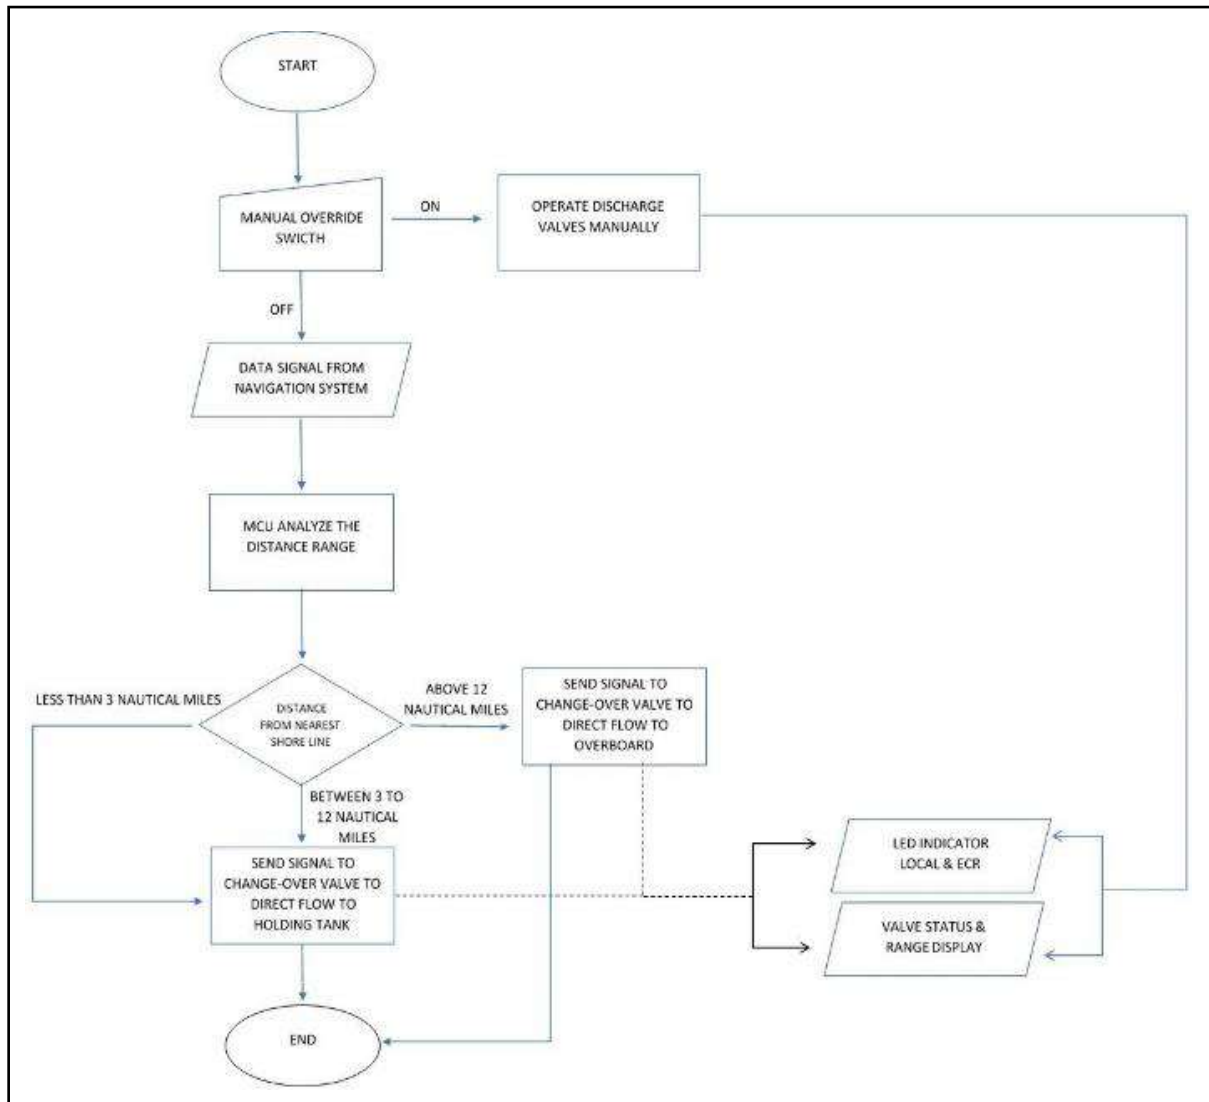 START
MANUAL OVERRIDE
SWICTH
ON
OPERATE DISCHARGE
VALVES MANUALLY
OFF
DATA SIGNAL FROM
NAVIGATION SYSTEM
MCU ANALYZE THE
DISTANCE RANGE
LESS THAN 3 NAUTICAL MILES
DISTANCE
FROM NEAREST
SHORE LINE
ABOVE 12
NAUTICAL MILES
SEND SIGNAL TO
CHANGE-OVER VALVE TO
DIRECT FLOW TO
OVERBOARD
BETWEEN 3 TO
12 NAUTICAL
MILES
SEND SIGNAL TO
CHANGE-OVER VALVE TO
DIRECT FLOW TO
HOLDING TANK
LED INDICATOR
LOCAL & ECR
VALVE STATUS &
RANGE DISPLAY
END